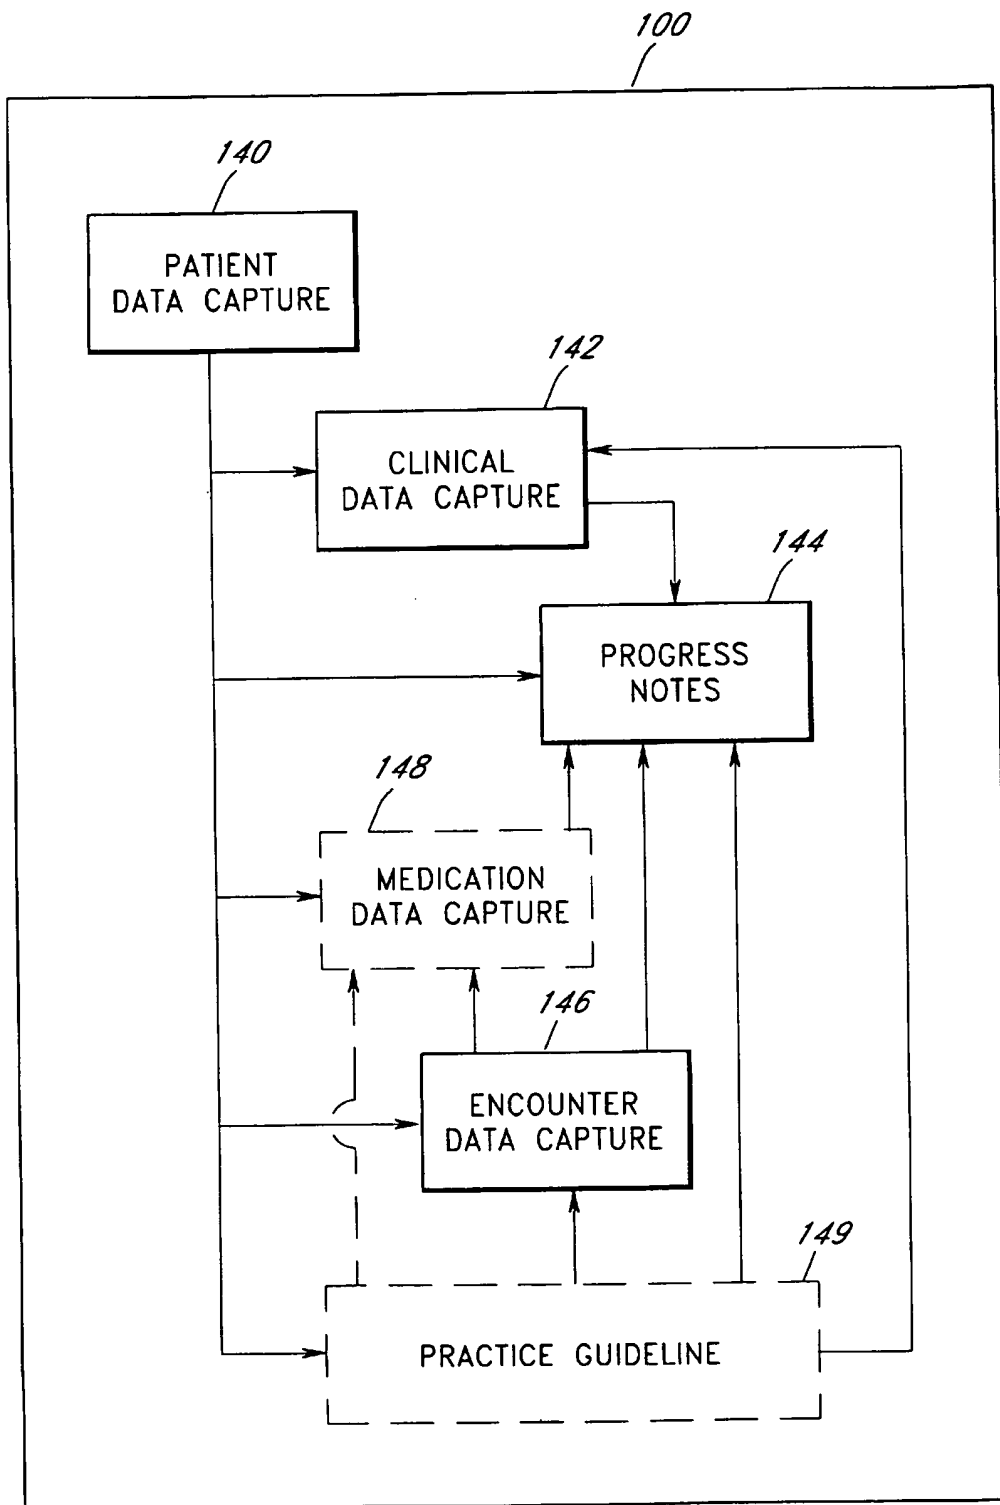 100
140
PATIENT
DATA CAPTURE
142
CLINICAL
DATA CAPTURE
144
PROGRESS
NOTES
148
MEDICATION
DATA CAPTURE
146
ENCOUNTER
DATA CAPTURE
149
PRACTICE GUIDELINE